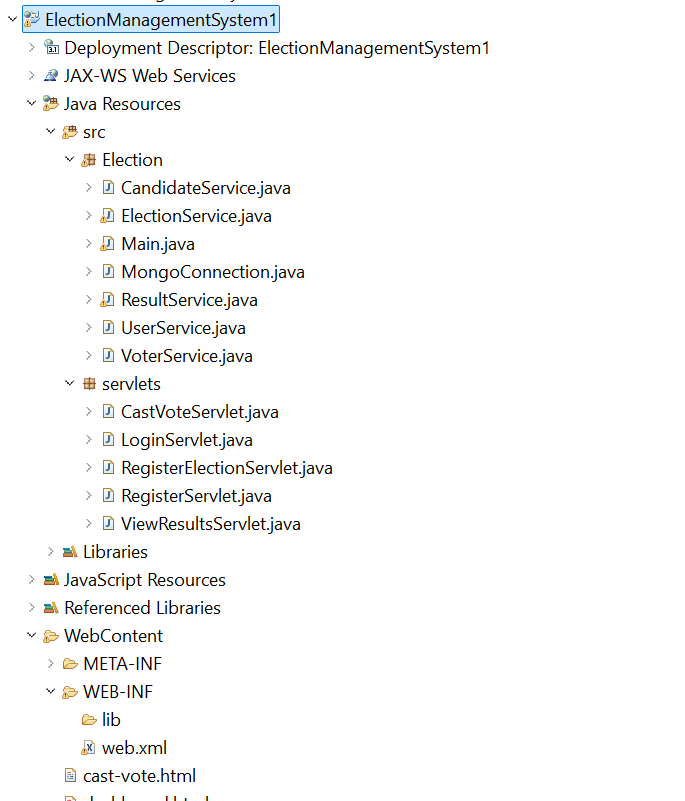 ElectionManagementSystem1
Deployment Descriptor: ElectionManagementSystem1
JAX-WS Web Services
Java Resources
src
Election
CandidateService.java
ElectionService.java
Main.java
MongoConnection.java
ResultService.java
UserService.java
VoterService.java
servlets
CastVoteServlet.java
LoginServlet.java
RegisterElectionServlet.java
RegisterServlet.java
ViewResultsServlet.java
Libraries
JavaScript Resources
Referenced Libraries
WebContent
META-INF
WEB-INF
lib
web.xml
cast-vote.html